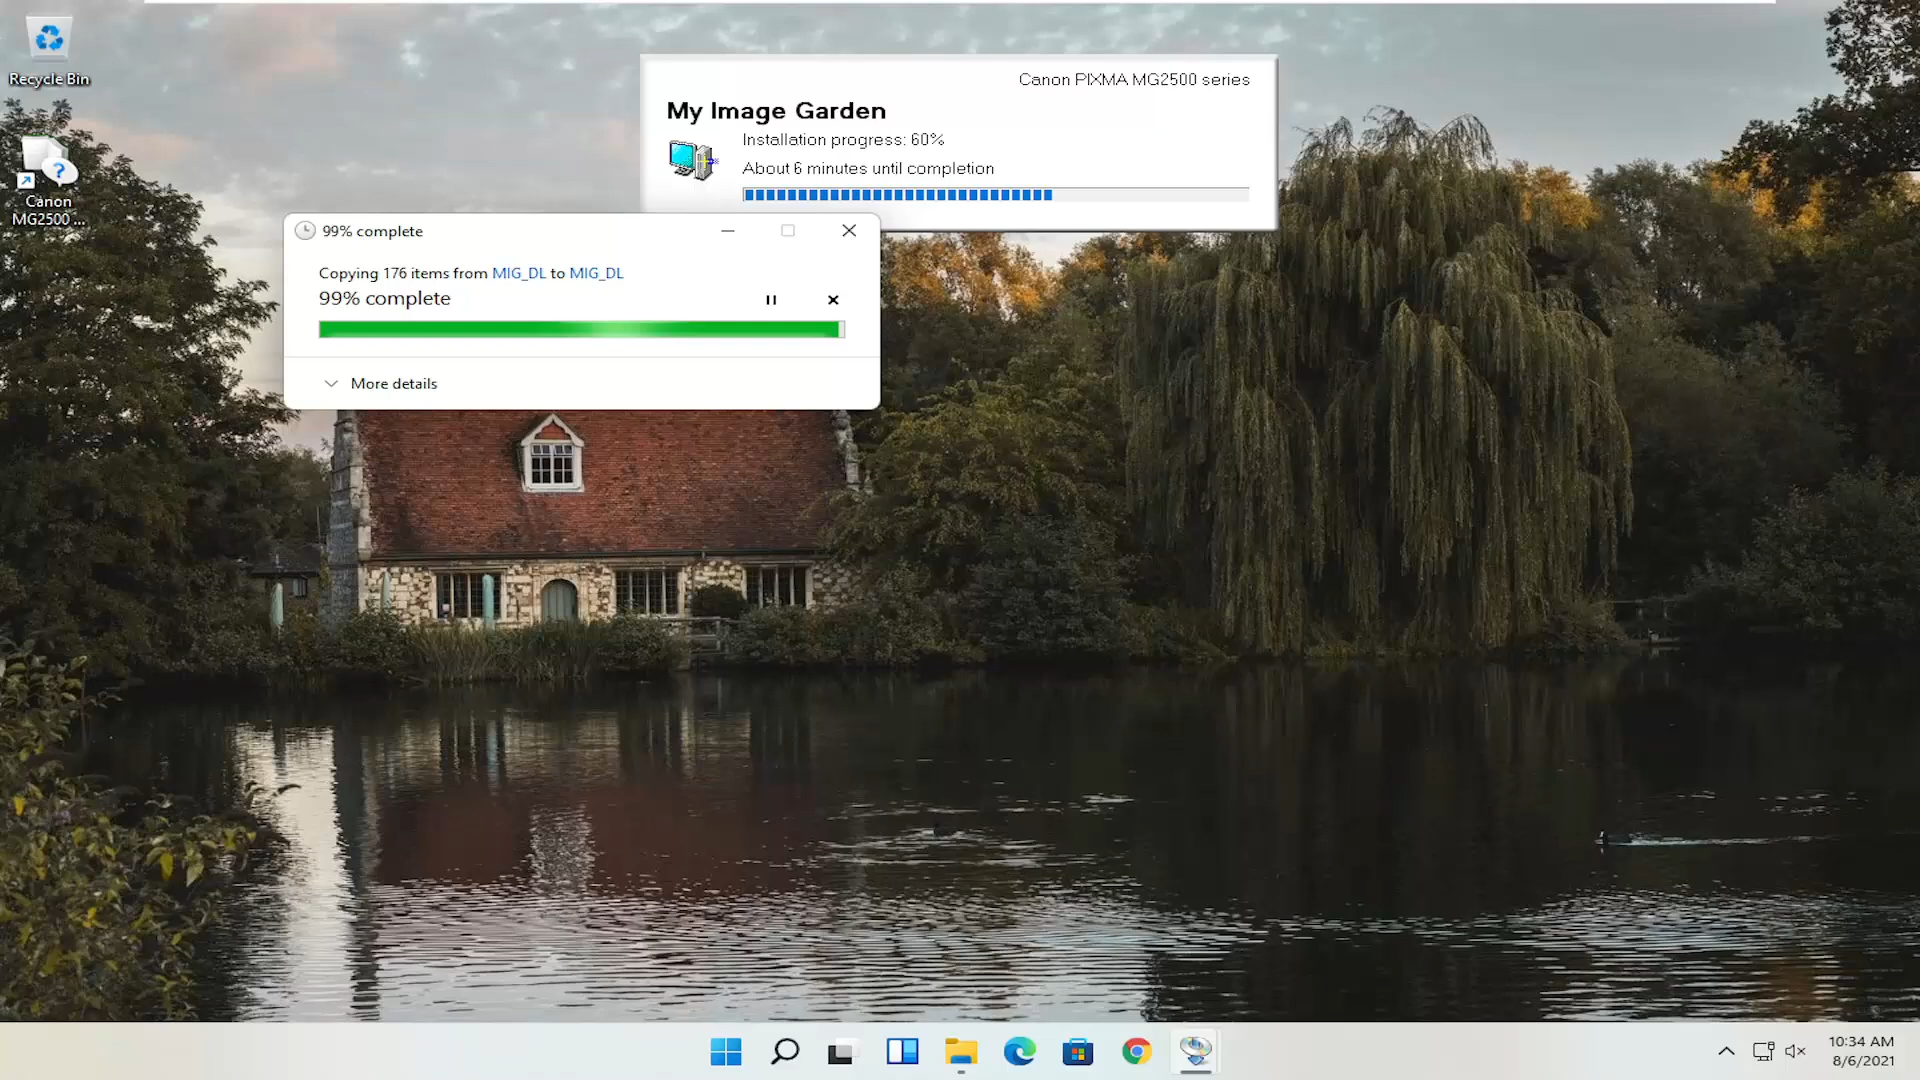 Recycle Bin
Canon
MG2500 ...
Canon PIXMA MG2500 series
My Image Garden
Installation progress: 60%
About 6 minutes until completion
99% complete
Copying 176 items from MIG_DL to MIG_DL
99% complete
More details
10:34 AM
8/6/2021